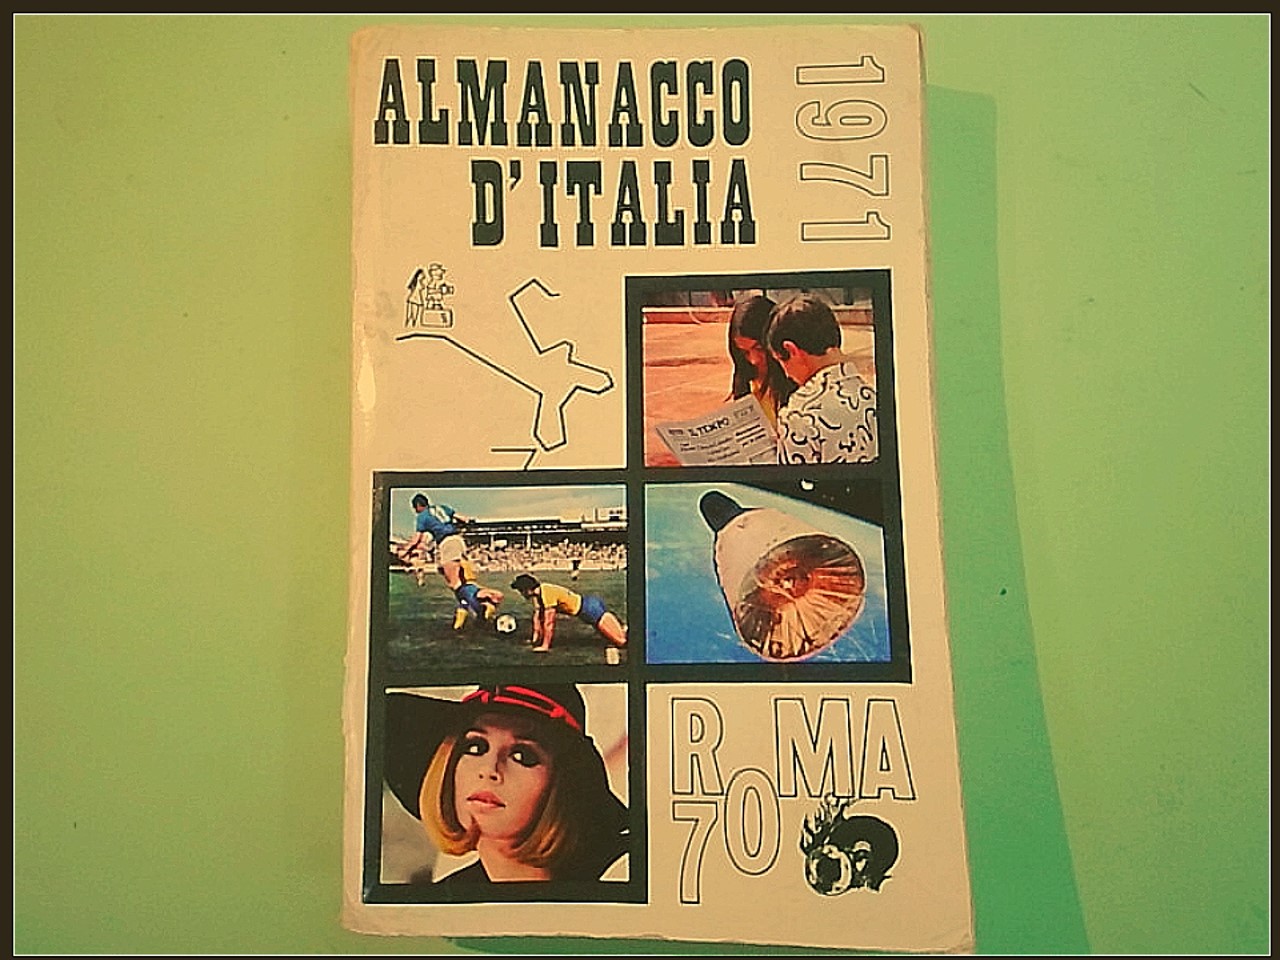 ALMANACCO
D'ITALIA
1971
IL TEMPO
ROMA
70